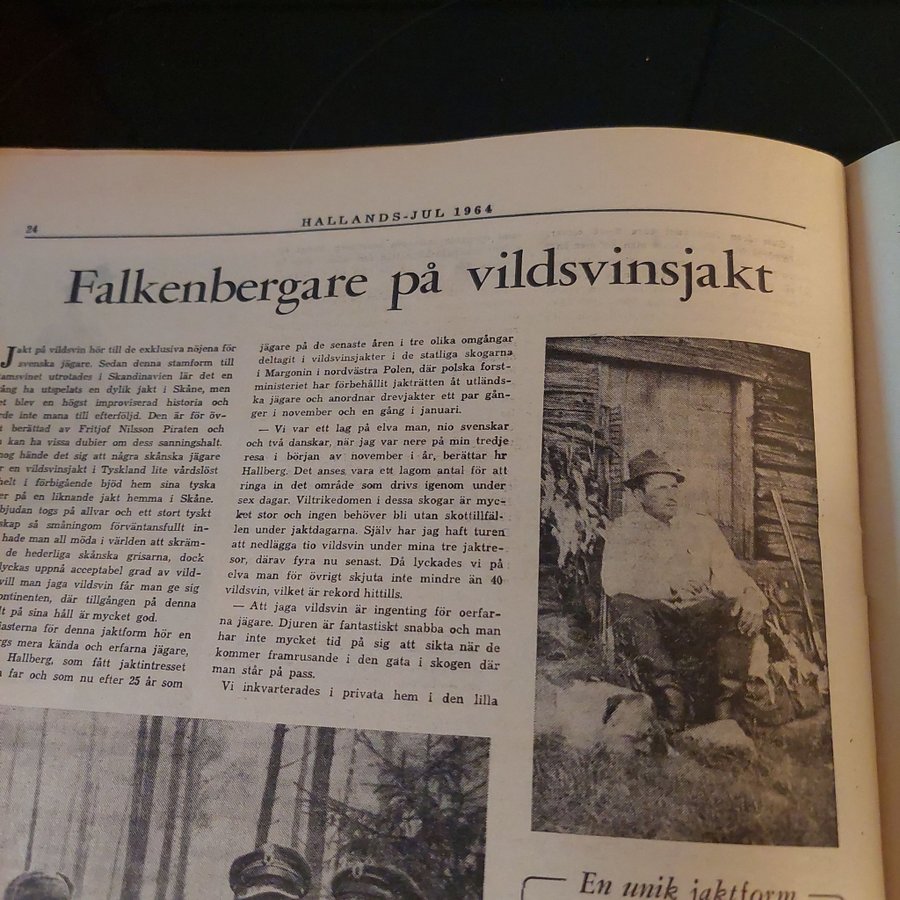 24
HALLANDS-JUL 1964
Falkenbergare på vildsvinsjakt
Jakt på vildsvin hör till de exklusiva nöjena för
svenska jägare. Sedan denna stamform till
amsvinet utrotades i Skandinavien lär det en
ång ha utspelats en dylik jakt i Skåne, men
et blev en högst improviserad historia och
rde inte mana till efterföljd. Den är för öv-
t berättad av Fritjof Nilsson Piraten och
kan ha vissa dubier om dess sanningshalt.
nog hände det sig att några skånska jägare
r en vildsvinsjakt i Tyskland lite vårdslöst
helt i förbigående bjöd hem sina tyska
er på en liknande jakt hemma i Skåne.
bjudan togs på allvar och ett stort tyskt
skap så småningom förväntansfullt in-
hade man all möda i världen att skräm-
de hederliga skånska grisarna, dock
lyckas uppnå acceptabel grad av vild-
vill man jaga vildsvin får man ge sig
ontinenten, där tillgången på denna
lt på sina håll är mycket god.
iasterna för denna jaktform hör en
rgs mera kända och erfarna jägare,
Hallberg, som fått jaktintresset
far och som nu efter 25 år som
jägare på de senaste åren i tre olika omgångar
deltagit i vildsvinsjakter i de statliga skogarna
i Margonin i nordvästra Polen, där polska forst-
ministeriet har förbehållit jakträtten åt utländs-
ka jägare och anordnar drevjakter ett par gån-
ger i november och en gång i januari.
— Vi var ett lag på elva man, nio svenskar
och två danskar, när jag var nere på min tredje
resa i början av november i år, berättar hr
Hallberg. Det anses vara ett lagom antal för att
ringa in det område som drivs igenom under
sex dagar. Viltrikedomen i dessa skogar är myc-
ket stor och ingen behöver bli utan skottillfäl-
len under jaktdagarna. Själv har jag haft turen
att nedlägga tio vildsvin under mina tre jaktre-
sor, därav fyra nu senast. Då lyckades vi på
elva man för övrigt skjuta inte mindre än 40
vildsvin, vilket är rekord hittills.
— Att jaga vildsvin är ingenting för oerfar-
na jägare. Djuren är fantastiskt snabba och man
har inte mycket tid på sig att sikta när de
kommer framrusande i den gata i skogen där
man står på pass.
Vi inkvarterades i privata hem i den lilla
En unik jaktform